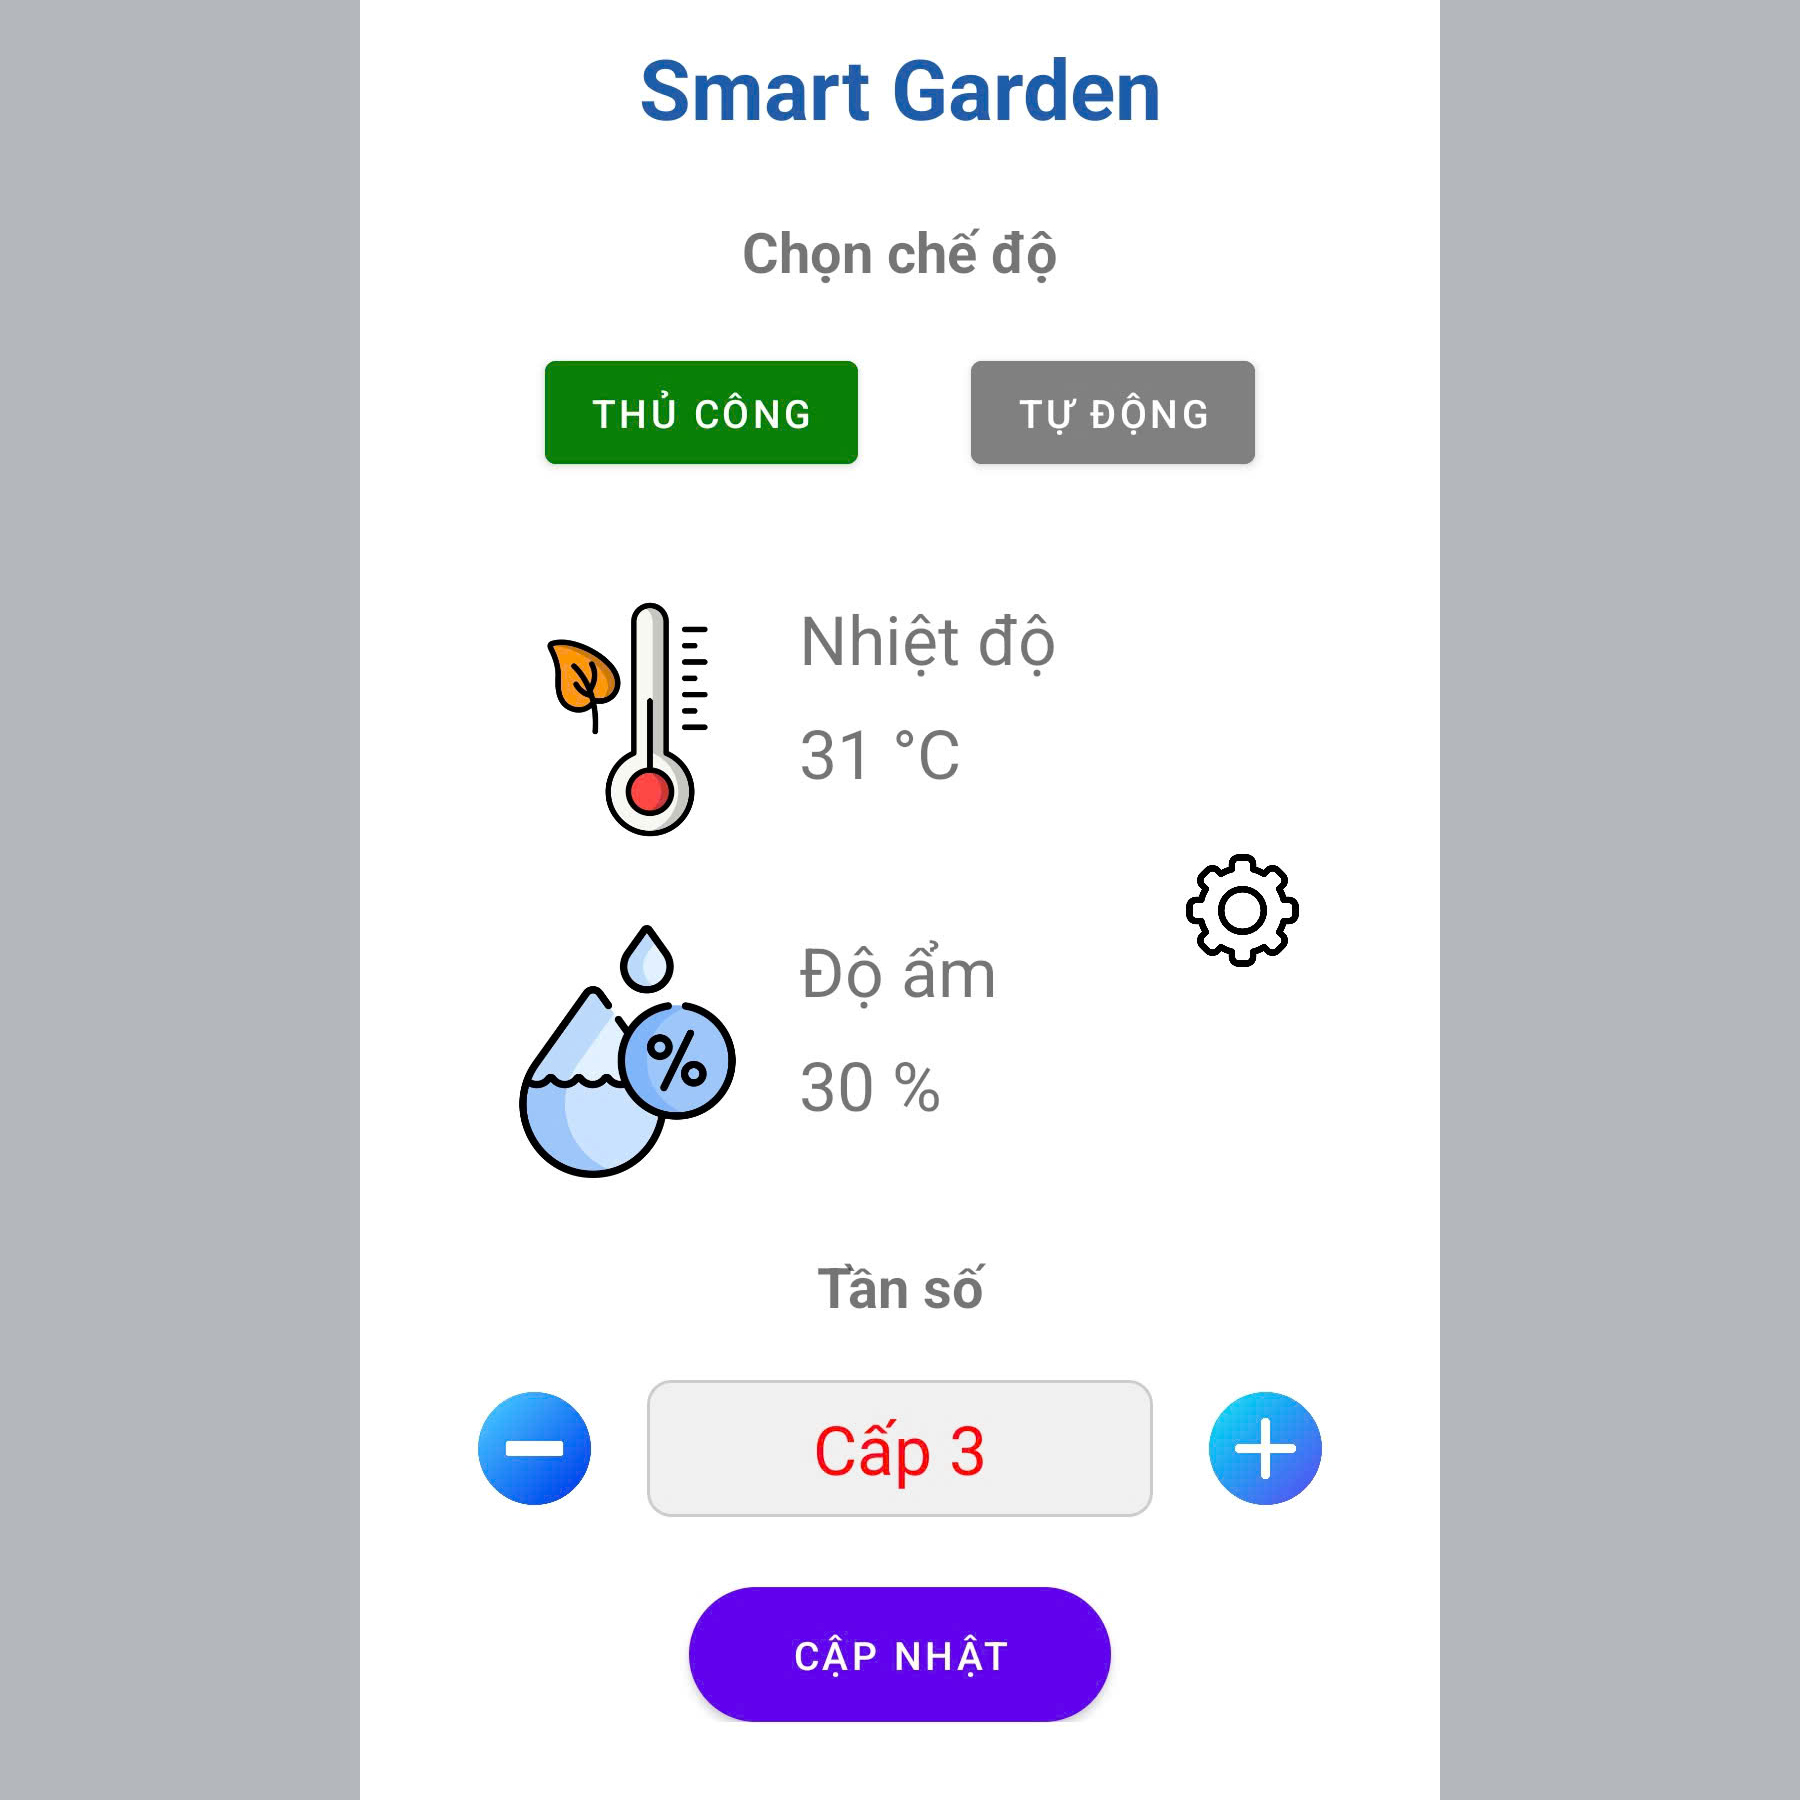 Smart Garden
Chọn chế độ
THỦ CÔNG
TỰ ĐỘNG
Nhiệt độ
31 °C
Độ ẩm
30 %
%
Tần số
Cấp 3
CẬP NHẬT